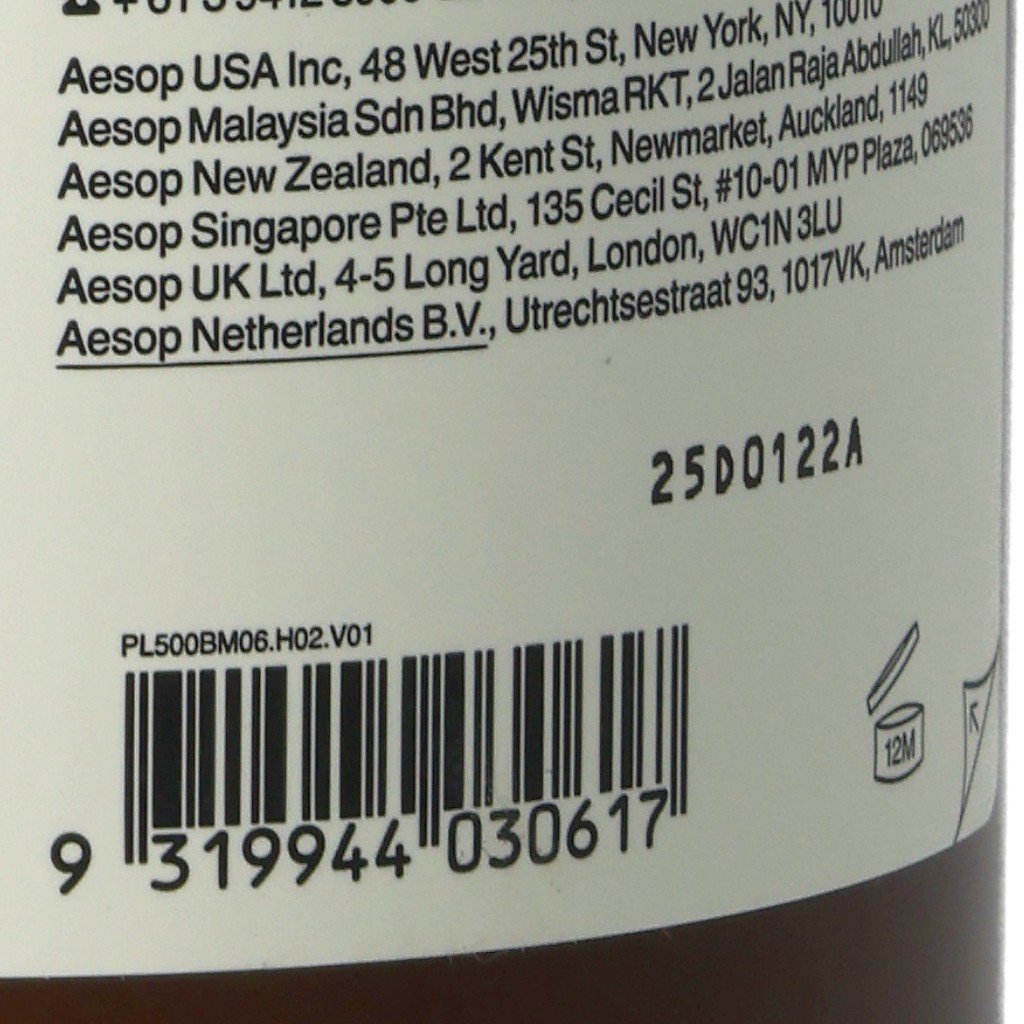 Aesop USA Inc, 48 West 25th St, New York, NY, 10010
Aesop Malaysia Sdn Bhd, Wisma RKT, 2 Jalan Raja Abdullah, KL, 50300
Aesop New Zealand, 2 Kent St, Newmarket, Auckland, 1149
Aesop Singapore Pte Ltd, 135 Cecil St, #10-01 MYP Plaza, 069536
Aesop UK Ltd, 4-5 Long Yard, London, WC1N 3LU
Aesop Netherlands B.V., Utrechtsestraat 93, 1017VK, Amsterdam
25D0122A
PL500BM06.H02.V01
9 319944 030617
12M